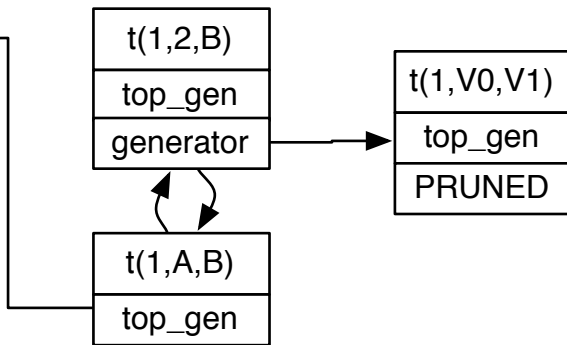 t(1,2,B)
top_gen
generator
t(1,V0,V1)
top_gen
PRUNED
t(1,A,B)
top_gen